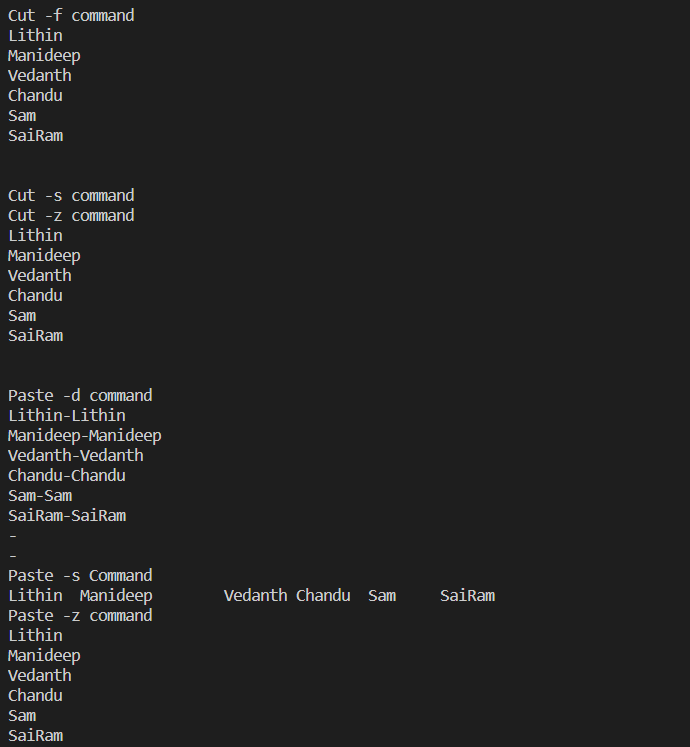 Cut -f command
Lithin
Manideep
Vedanth
Chandu
Sam
SaiRam
Cut -s command
Cut -z command
Lithin
Manideep
Vedanth
Chandu
Sam
SaiRam
Paste -d command
Lithin-Lithin
Manideep-Manideep
Vedanth-Vedanth
Chandu-Chandu
Sam-Sam
SaiRam-SaiRam
-
-
Paste -s Command
Lithin  Manideep        Vedanth Chandu  Sam     SaiRam
Paste -z command
Lithin
Manideep
Vedanth
Chandu
Sam
SaiRam